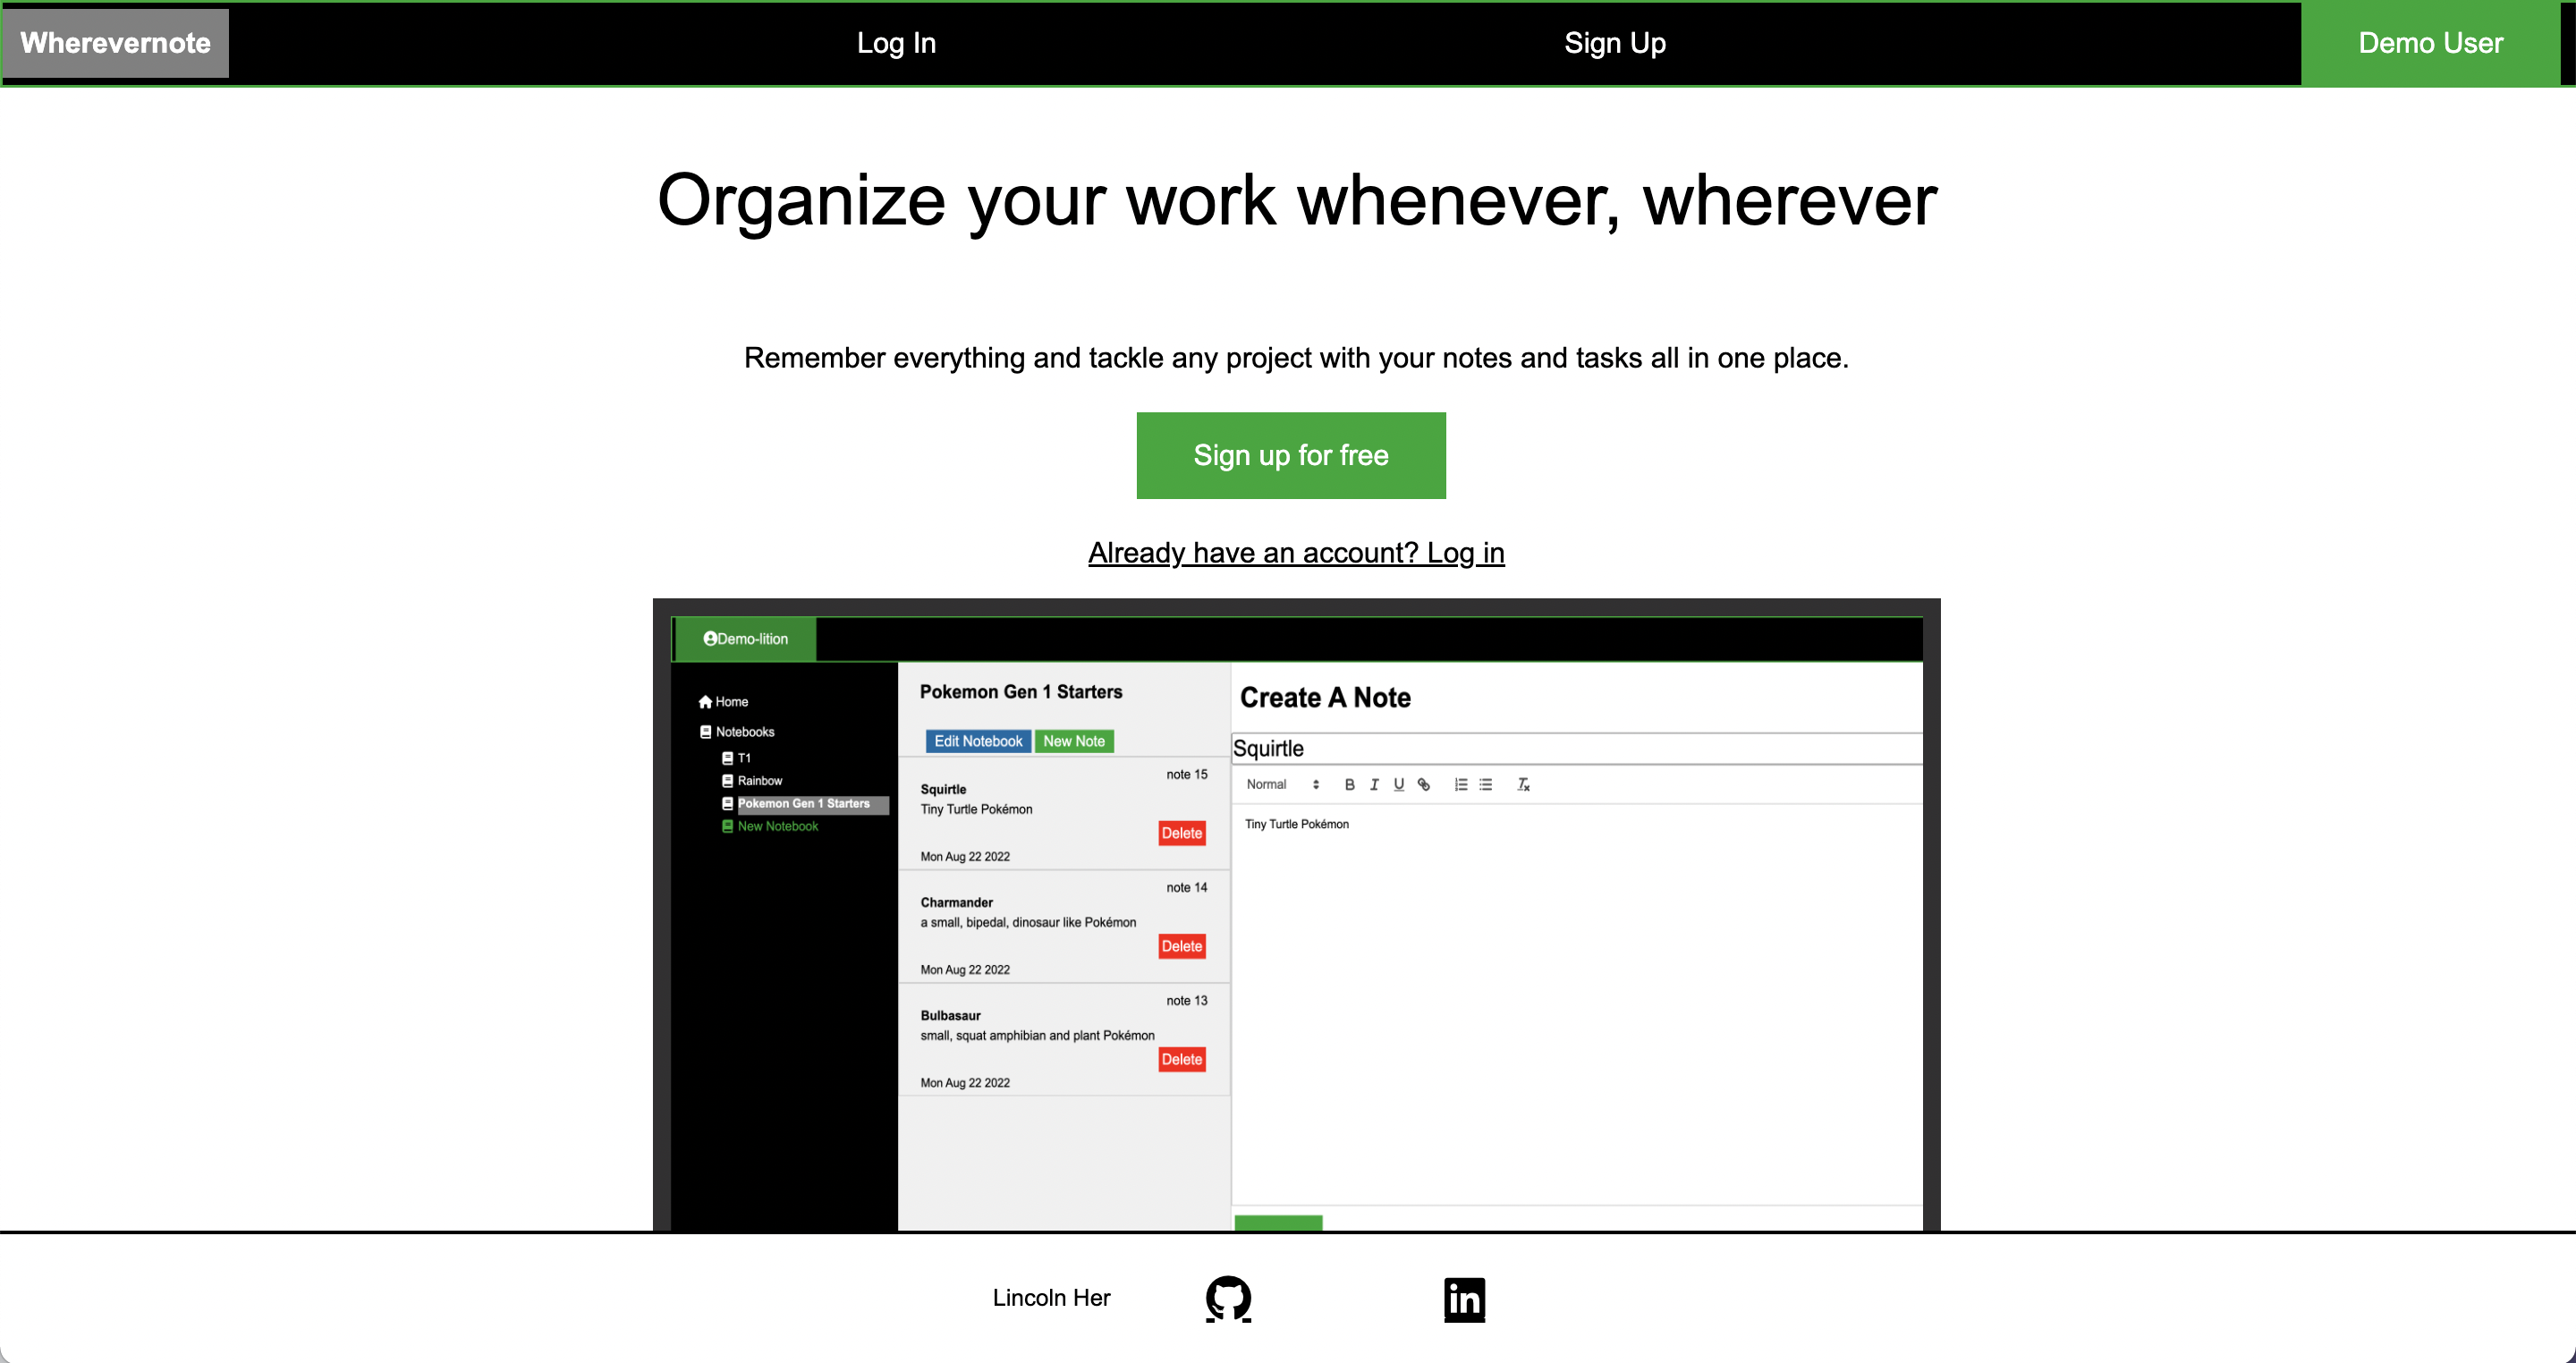 Wherevernote Log In Sign Up Demo User
Organize your work whenever, wherever
Remember everything and tackle any project with your notes and tasks all in one place.
Sign up for free
Already have an account? Log in
Demo-lition
Home
Notebooks
T1
Rainbow
Pokemon Gen 1 Starters
New Notebook
Pokemon Gen 1 Starters
Edit Notebook New Note
note 15
Squirtle
Tiny Turtle Pokémon
Delete
Mon Aug 22 2022
note 14
Charmander
a small, bipedal, dinosaur like Pokémon
Delete
Mon Aug 22 2022
note 13
Bulbasaur
small, squat amphibian and plant Pokémon
Delete
Mon Aug 22 2022
Create A Note
Squirtle
Normal B I U
Tiny Turtle Pokémon
Lincoln Her in